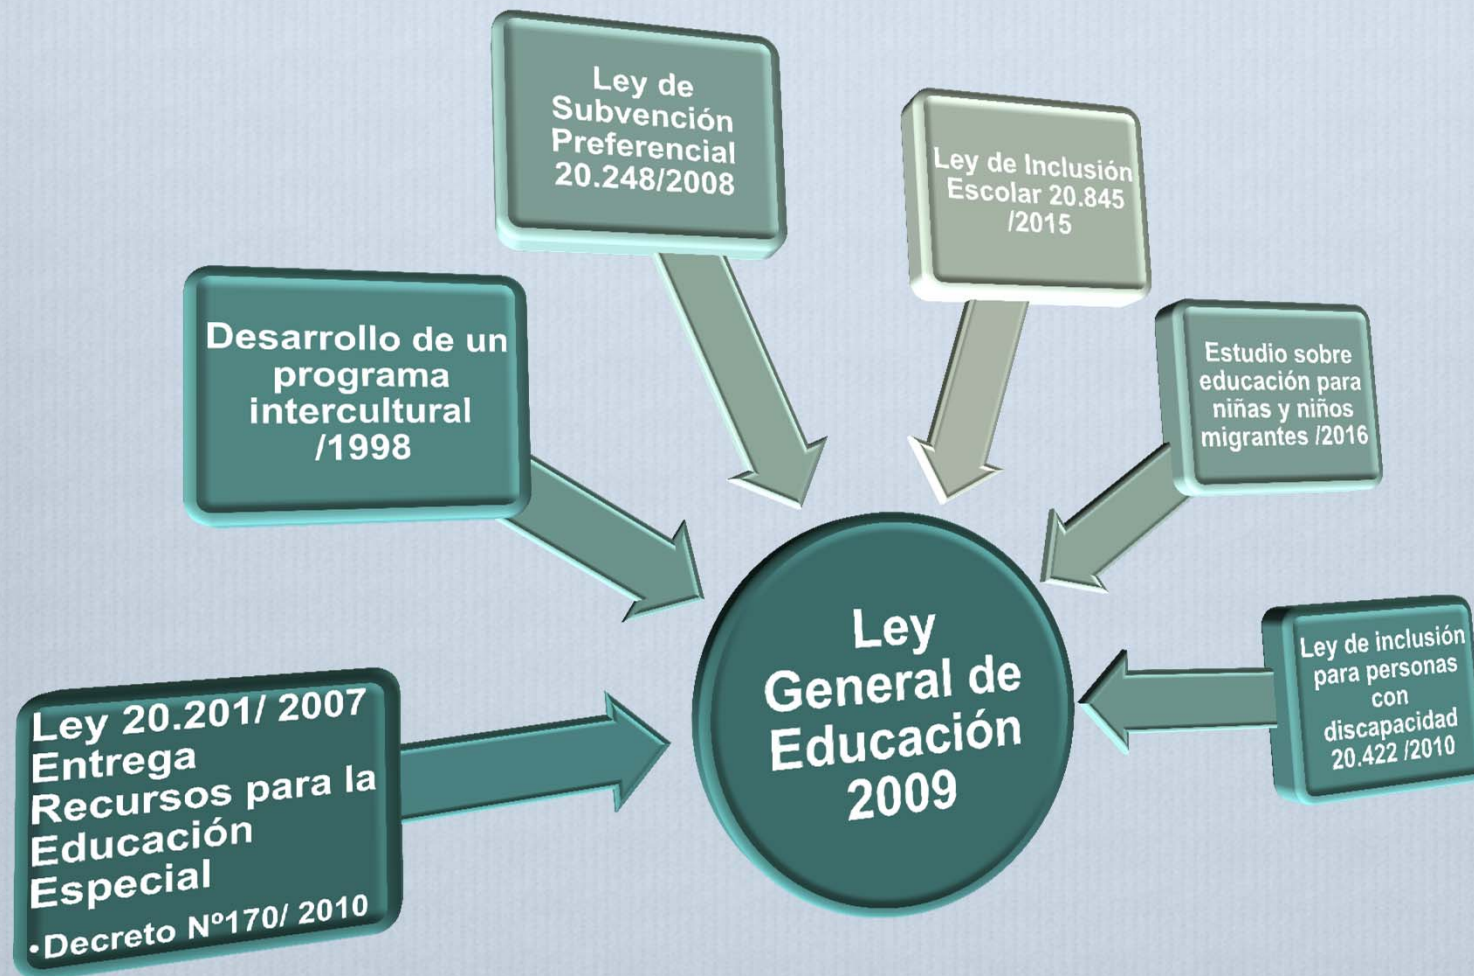 Ley de
Subvención
Preferencial
20.248/2008
Ley de Inclusión
Escolar 20.845
/2015
Desarrollo de un
programa
intercultural
/1998
Estudio sobre
educación para
niñas y niños
migrantes /2016
Ley 20.201/ 2007
Entrega
Recursos para la
Educación
Especial
•Decreto Nº170/ 2010
Ley
General de
Educación
2009
Ley de inclusión
para personas
con
discapacidad
20.422 /2010